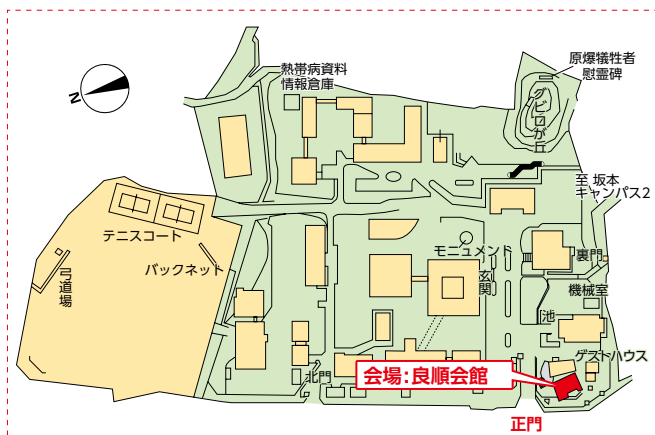 原爆犠牲者
慰霊碑
熱帯病資料
情報倉庫
グビロが丘
N
至 坂本
キャンパス2
テニスコート
モニュメント
裏門
バックネット
玄関
弓道場
機械室
池
ゲストハウス
北門
会場:良順会館
正門